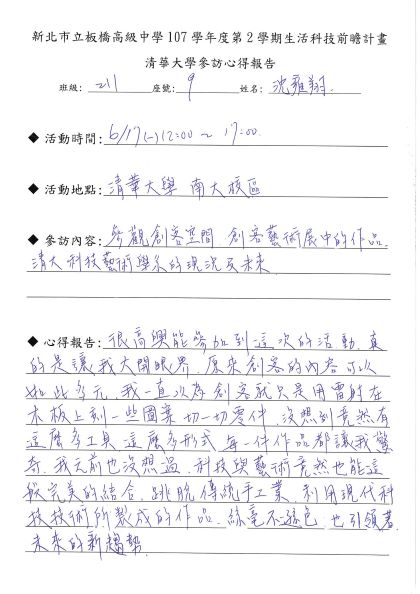 新北市立板橋高級中學 107 學年度第 2 學期生活科技前瞻計畫
清華大學參訪心得報告
班級: 211 座號: 9 姓名: 沈雍翔
◆ 活動時間: 6/17(一)12:00 ~ 17:00
◆ 活動地點: 清華大學 南大校區
◆ 參訪內容: 參觀創客空間 創客藝術展中的作品
清大科技藝術學系的現況及未來
◆ 心得報告: 很高興能參加到這次的活動,真
的是讓我大開眼界,原來創客的內容可以
如此多元,我一直以為創客就只是用雷射在
木板上刻一些圖案 切一切零件,沒想到竟然有
這麼多工具 這麼多形式,每一件作品都讓我驚
奇,我之前也沒想過,科技與藝術竟然也能這
般完美的結合,跳脫傳統手工業,利用現代科
技技術所製成的作品,絲毫不遜色,也引領著
未來的新趨勢.